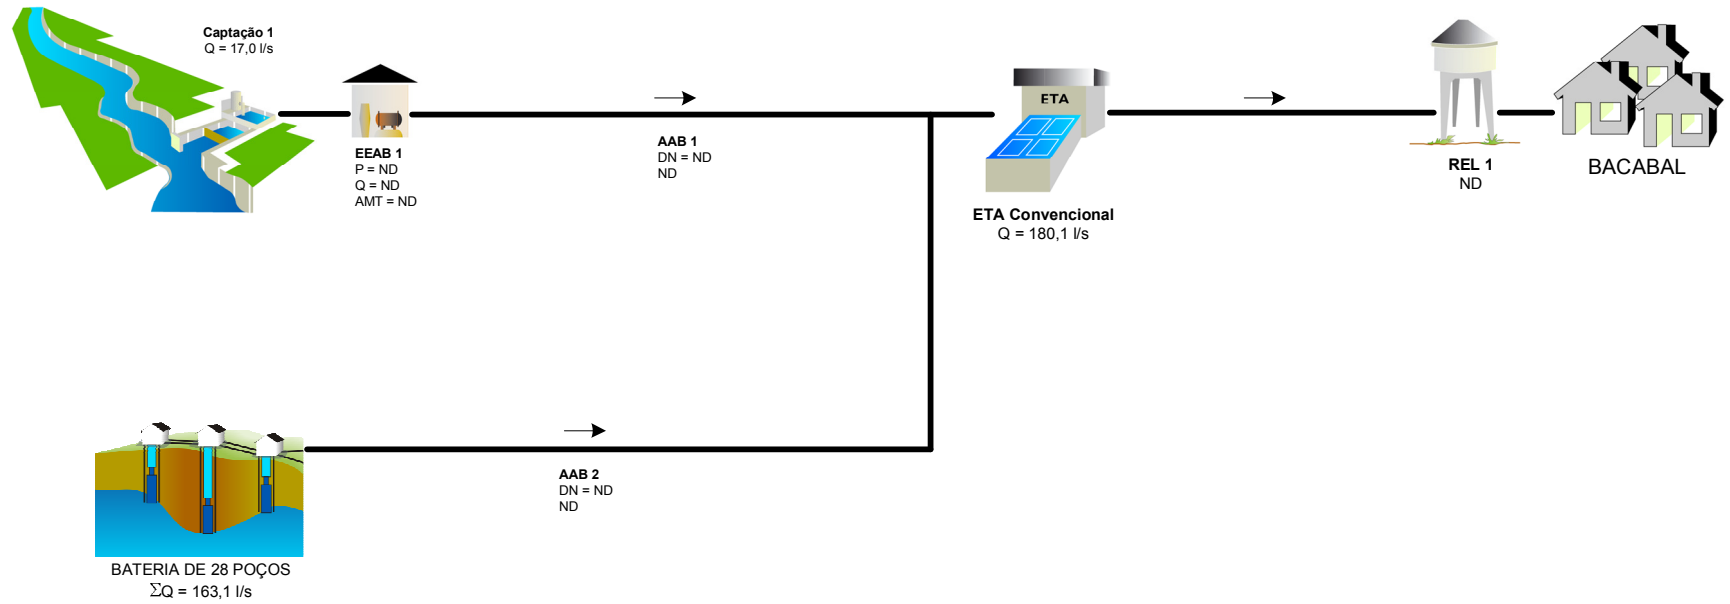 Captação 1
Q = 17,0 l/s
EEAB 1
P = ND
Q = ND
AMT = ND
AAB 1
DN = ND
ND
ETA
ETA Convencional
Q = 180,1 l/s
REL 1
ND
BACABAL
AAB 2
DN = ND
ND
BATERIA DE 28 POÇOS
ΣQ = 163,1 l/s